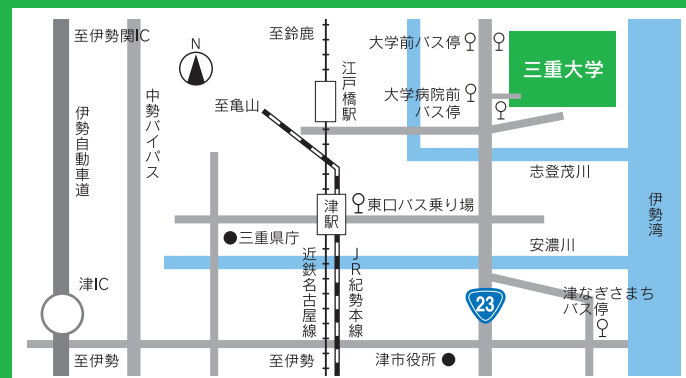 至伊勢関IC
N
至鈴鹿
大学前バス停
三重大学
江戸橋駅
大学病院前
バス停
中勢バイパス
至亀山
伊勢自動車道
志登茂川
伊勢湾
津駅
東口バス乗り場
三重県庁
安濃川
近鉄名古屋線
JR紀勢本線
津IC
23
津なぎさまち
バス停
至伊勢
至伊勢
津市役所